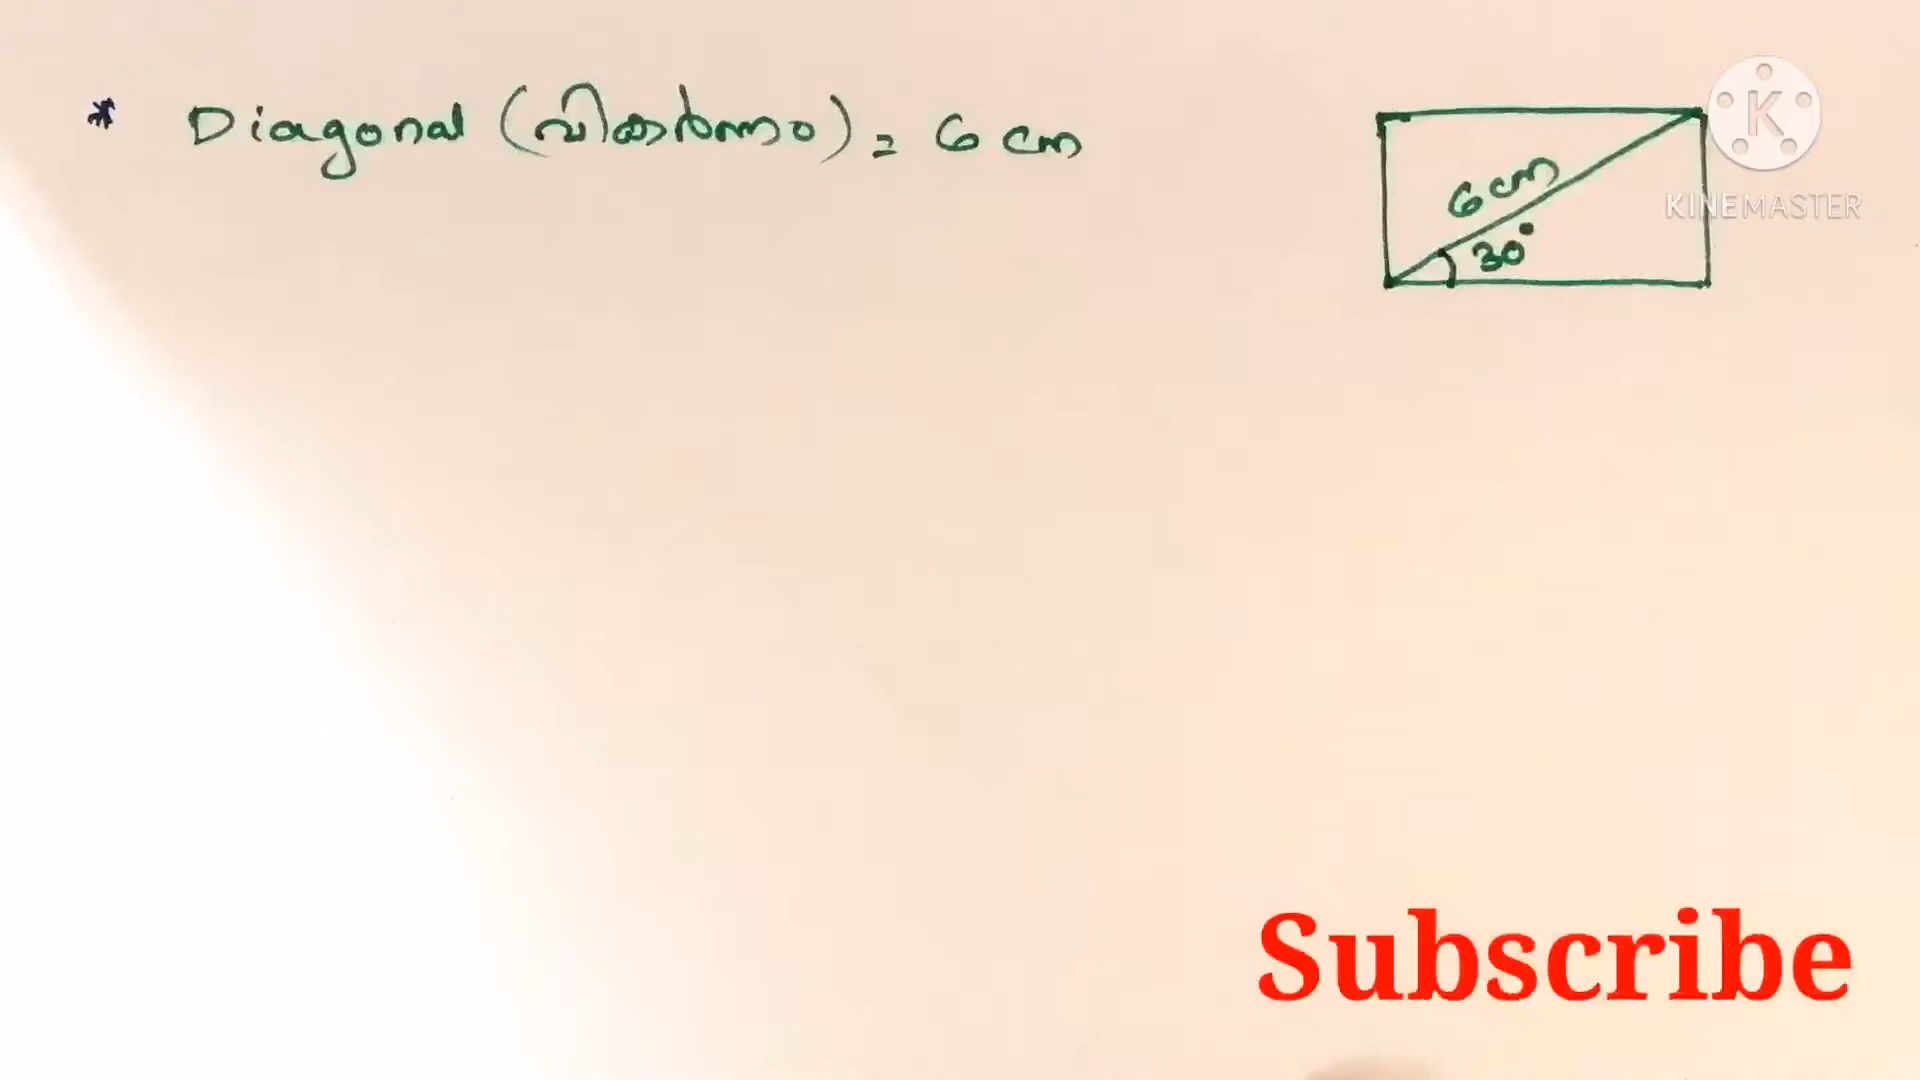 * Diagonal (വികർണം) = 6 cm
6 cm
30°
K
KINEMASTER
Subscribe